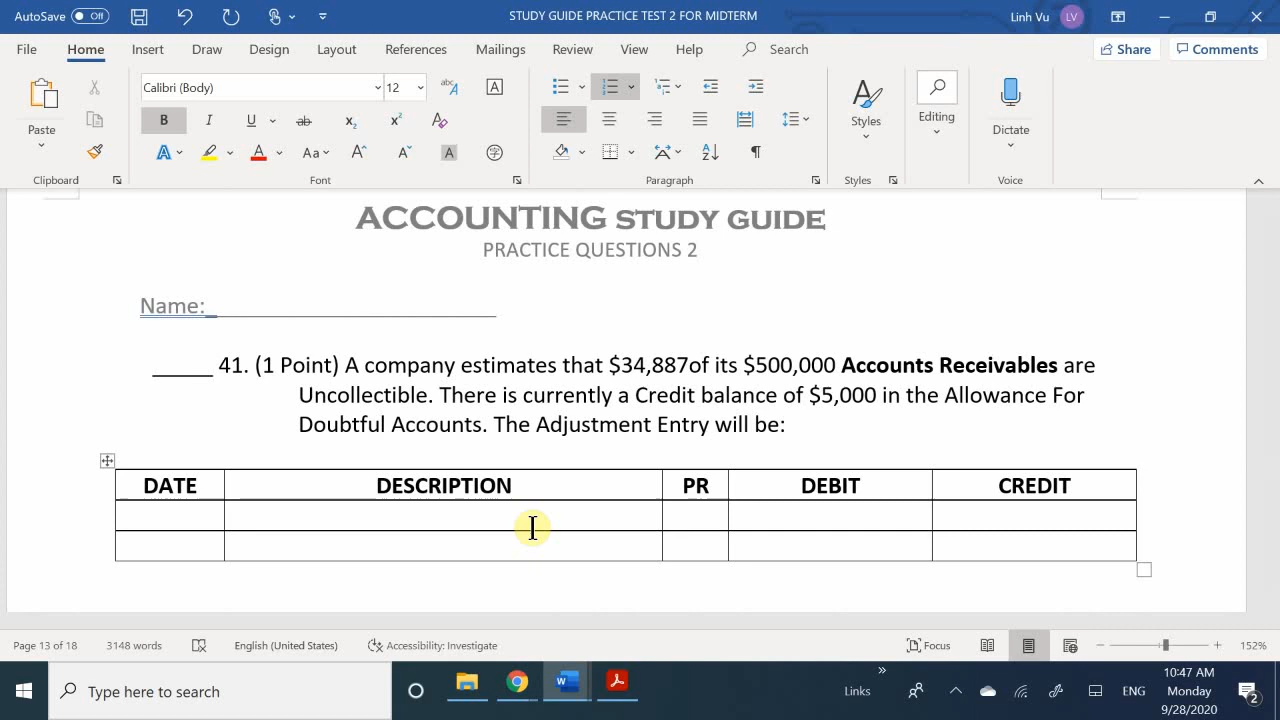 AutoSave Off STUDY GUIDE PRACTICE TEST 2 FOR MIDTERM Linh Vu LV
File Home Insert Draw Design Layout References Mailings Review View Help Search Share Comments
Calibri (Body) 12
Paste Styles Editing Dictate
Clipboard Font Paragraph Styles Voice
ACCOUNTING STUDY GUIDE
PRACTICE QUESTIONS 2
Name:_________________________
_____ 41. (1 Point) A company estimates that $34,887of its $500,000 Accounts Receivables are
Uncollectible. There is currently a Credit balance of $5,000 in the Allowance For
Doubtful Accounts. The Adjustment Entry will be:
DATE DESCRIPTION PR DEBIT CREDIT
Page 13 of 18 3148 words English (United States) Accessibility: Investigate Focus 152%
Type here to search Links ENG 10:47 AM
Monday
9/28/2020 2